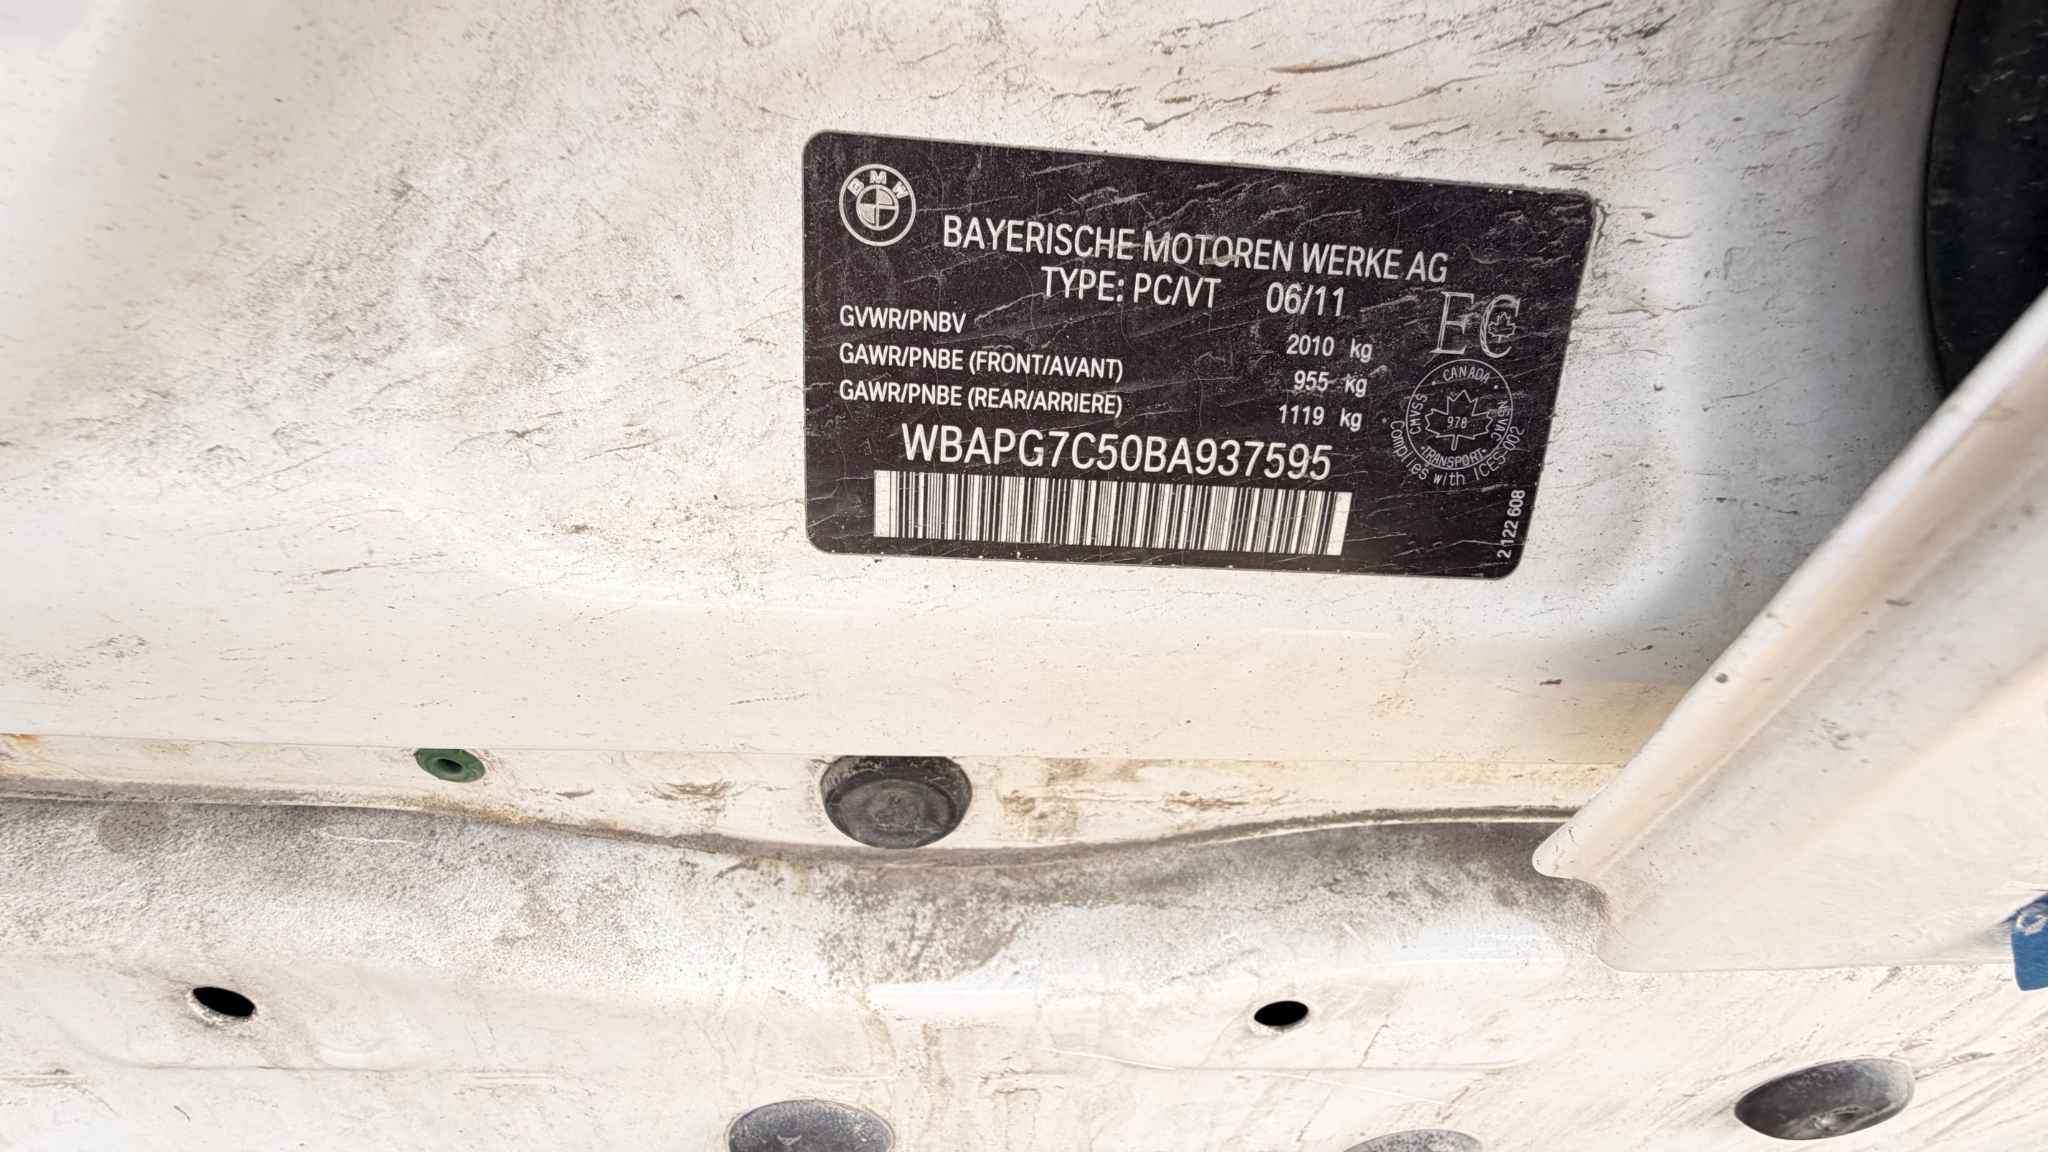 BMW
BAYERISCHE MOTOREN WERKE AG
TYPE: PC/VT 06/11
GVWR/PNBV 2010 kg
GAWR/PNBE (FRONT/AVANT) 955 kg
GAWR/PNBE (REAR/ARRIERE) 1119 kg
WBAPG7C50BA937595
EC
CANADA
CMVSS
978
NSVAC
TRANSPORT
Complies with ICES-002
2 122 608